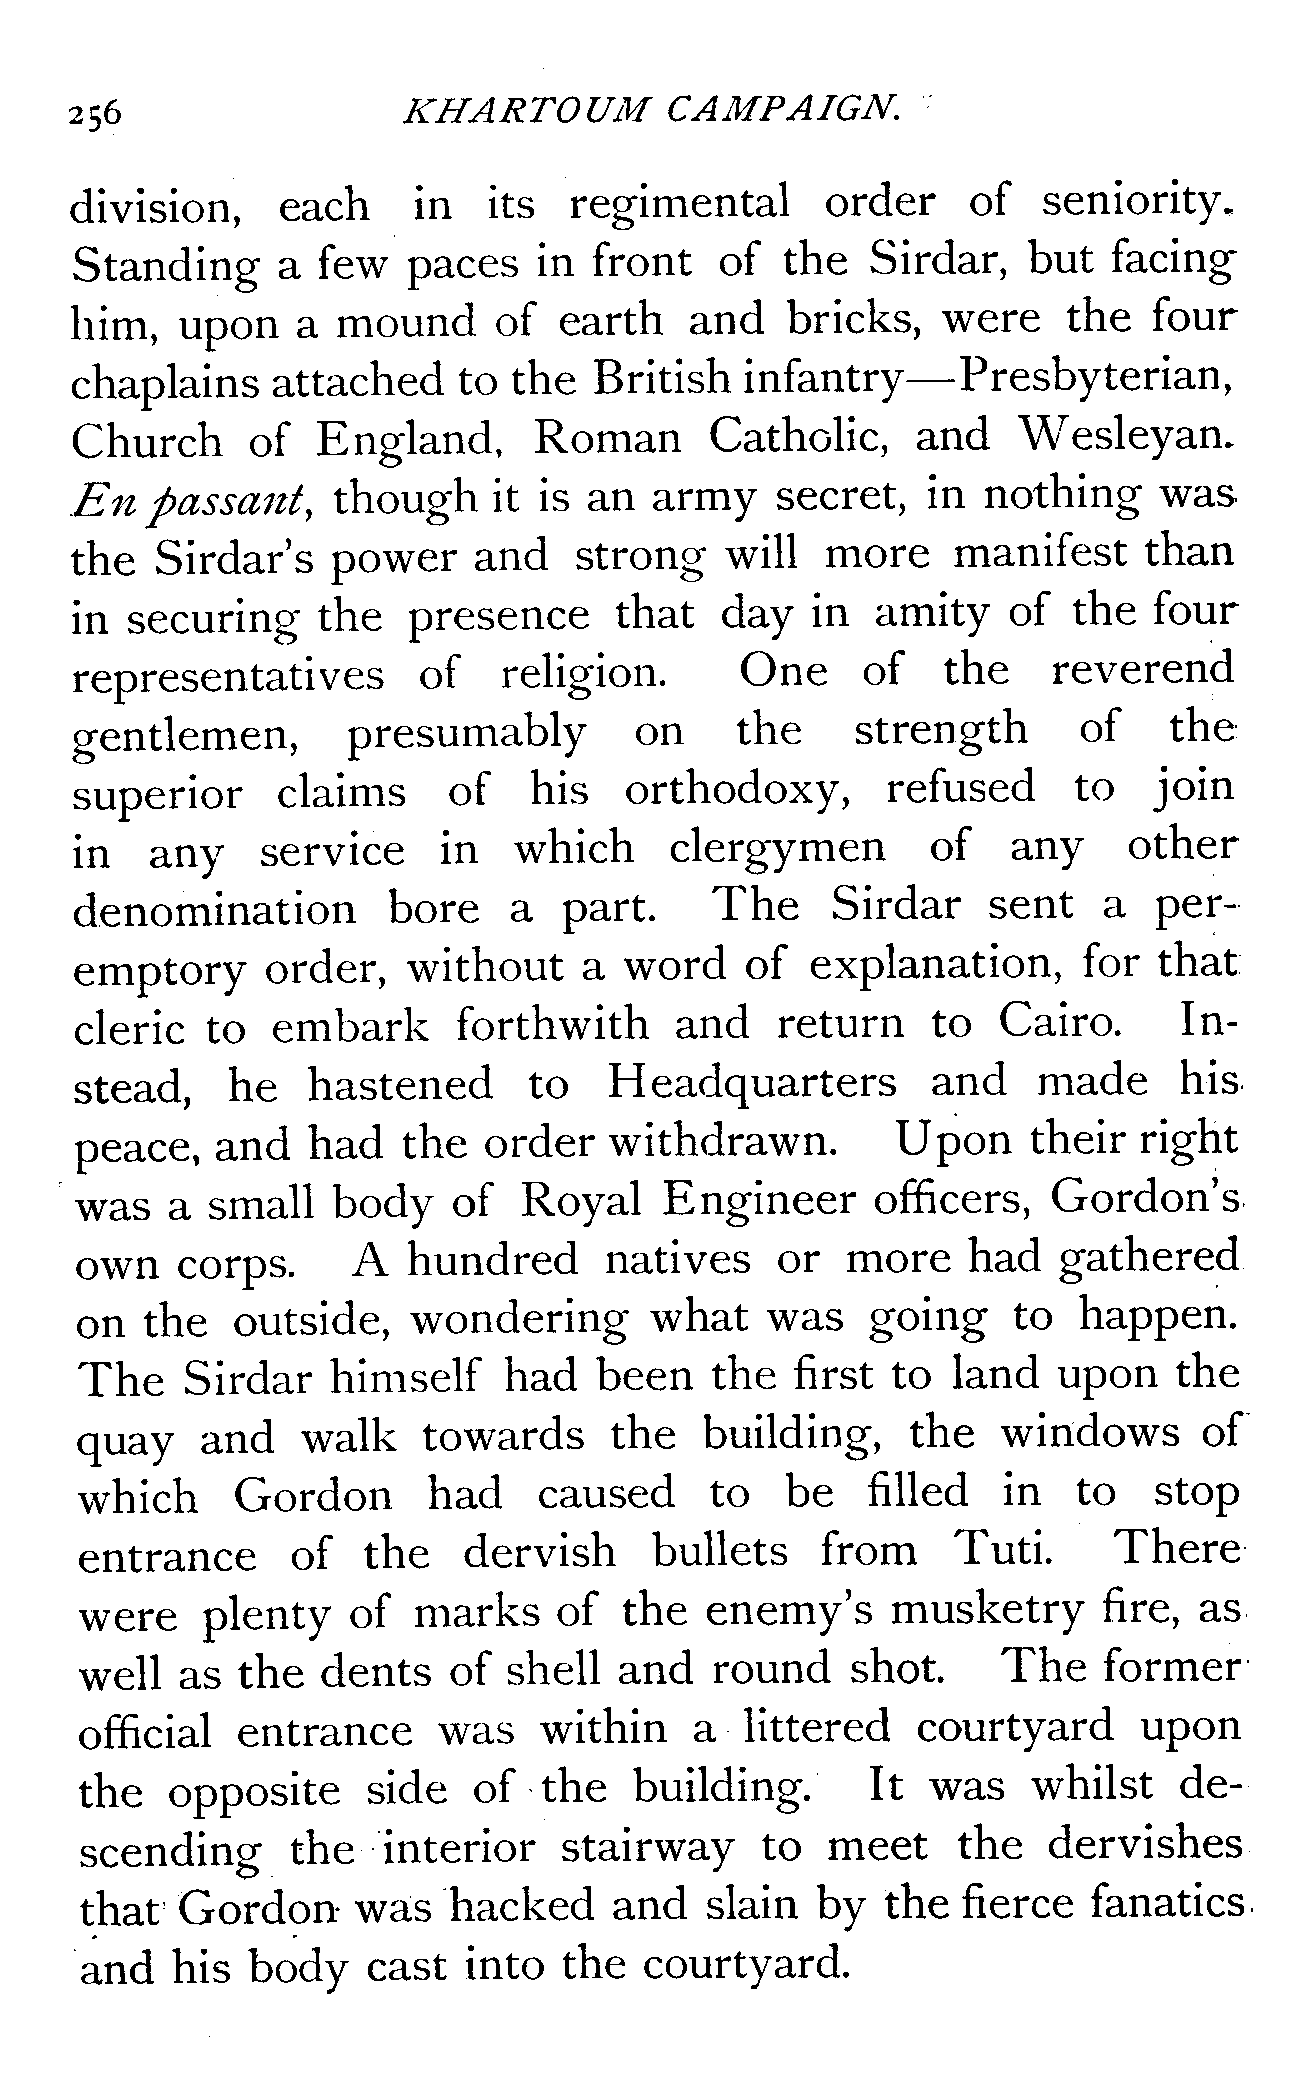 256 KHARTOUM CAMPAIGN.
division, each in its regimental order of seniority.
Standing a few paces in front of the Sirdar, but facing
him, upon a mound of earth and bricks, were the four
chaplains attached to the British infantry—Presbyterian,
Church of England, Roman Catholic, and Wesleyan.
En passant, though it is an army secret, in nothing was
the Sirdar's power and strong will more manifest than
in securing the presence that day in amity of the four
representatives of religion. One of the reverend
gentlemen, presumably on the strength of the
superior claims of his orthodoxy, refused to join
in any service in which clergymen of any other
denomination bore a part. The Sirdar sent a per-
emptory order, without a word of explanation, for that
cleric to embark forthwith and return to Cairo. In-
stead, he hastened to Headquarters and made his
peace, and had the order withdrawn. Upon their right
was a small body of Royal Engineer officers, Gordon's
own corps. A hundred natives or more had gathered
on the outside, wondering what was going to happen.
The Sirdar himself had been the first to land upon the
quay and walk towards the building, the windows of
which Gordon had caused to be filled in to stop
entrance of the dervish bullets from Tuti. There
were plenty of marks of the enemy's musketry fire, as
well as the dents of shell and round shot. The former
official entrance was within a littered courtyard upon
the opposite side of the building. It was whilst de-
scending the interior stairway to meet the dervishes
that Gordon was hacked and slain by the fierce fanatics
and his body cast into the courtyard.